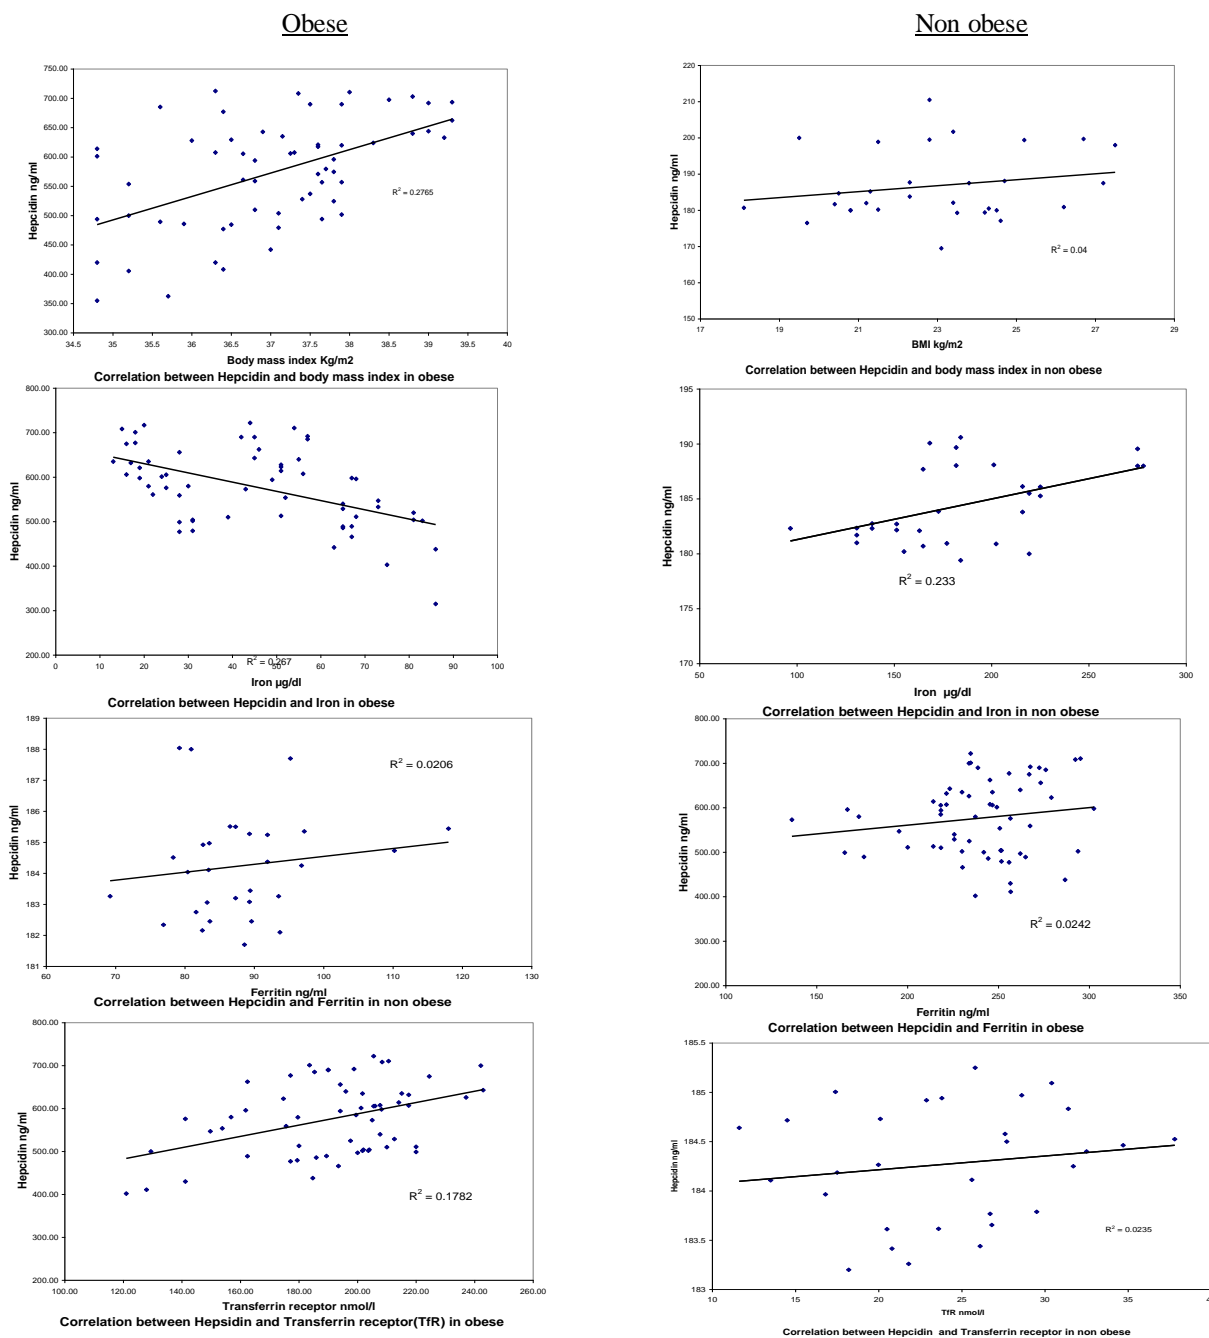 Obese
Non obese
750.00
700.00
650.00
600.00
550.00
500.00
450.00
400.00
350.00
300.00
Hepcidin ng/ml
R2 = 0.2765
34.5 35 35.5 36 36.5 37 37.5 38 38.5 39 39.5 40
Body mass index Kg/m2
Correlation between Hepcidin and body mass index in obese
220
210
200
190
180
170
160
150
Hepcidin ng/ml
R2 = 0.04
17 19 21 23 25 27 29
BMI kg/m2
Correlation between Hepcidin and body mass index in non obese
800.00
700.00
600.00
500.00
400.00
300.00
200.00
Hepcidin ng/ml
0 10 20 30 40 50 60 70 80 90 100
R2 = 0.267
Iron µg/dl
Correlation between Hepcidin and Iron in obese
195
190
185
180
175
170
Hepcidin ng/ml
R2 = 0.233
50 100 150 200 250 300
Iron µg/dl
Correlation between Hepcidin and Iron in non obese
189
188
187
186
185
184
183
182
181
Hepcidin ng/ml
R2 = 0.0206
60 70 80 90 100 110 120 130
Ferritin ng/ml
Correlation between Hepcidin and Ferritin in non obese
800.00
700.00
600.00
500.00
400.00
300.00
200.00
Hepcidin ng/ml
R2 = 0.0242
100 150 200 250 300 350
Ferritin ng/ml
Correlation between Hepcidin and Ferritin in obese
800.00
700.00
600.00
500.00
400.00
300.00
200.00
Hepcidin ng/ml
R2 = 0.1782
100.00 120.00 140.00 160.00 180.00 200.00 220.00 240.00 260.00
Transferrin receptor nmol/l
Correlation between Hepsidin and Transferrin receptor(TfR) in obese
185.5
185
184.5
184
183.5
183
Hepcidin ng/ml
R2 = 0.0235
10 15 20 25 30 35
TfR nmol/l
Correlation between Hepcidin and Transferrin receptor in non obese